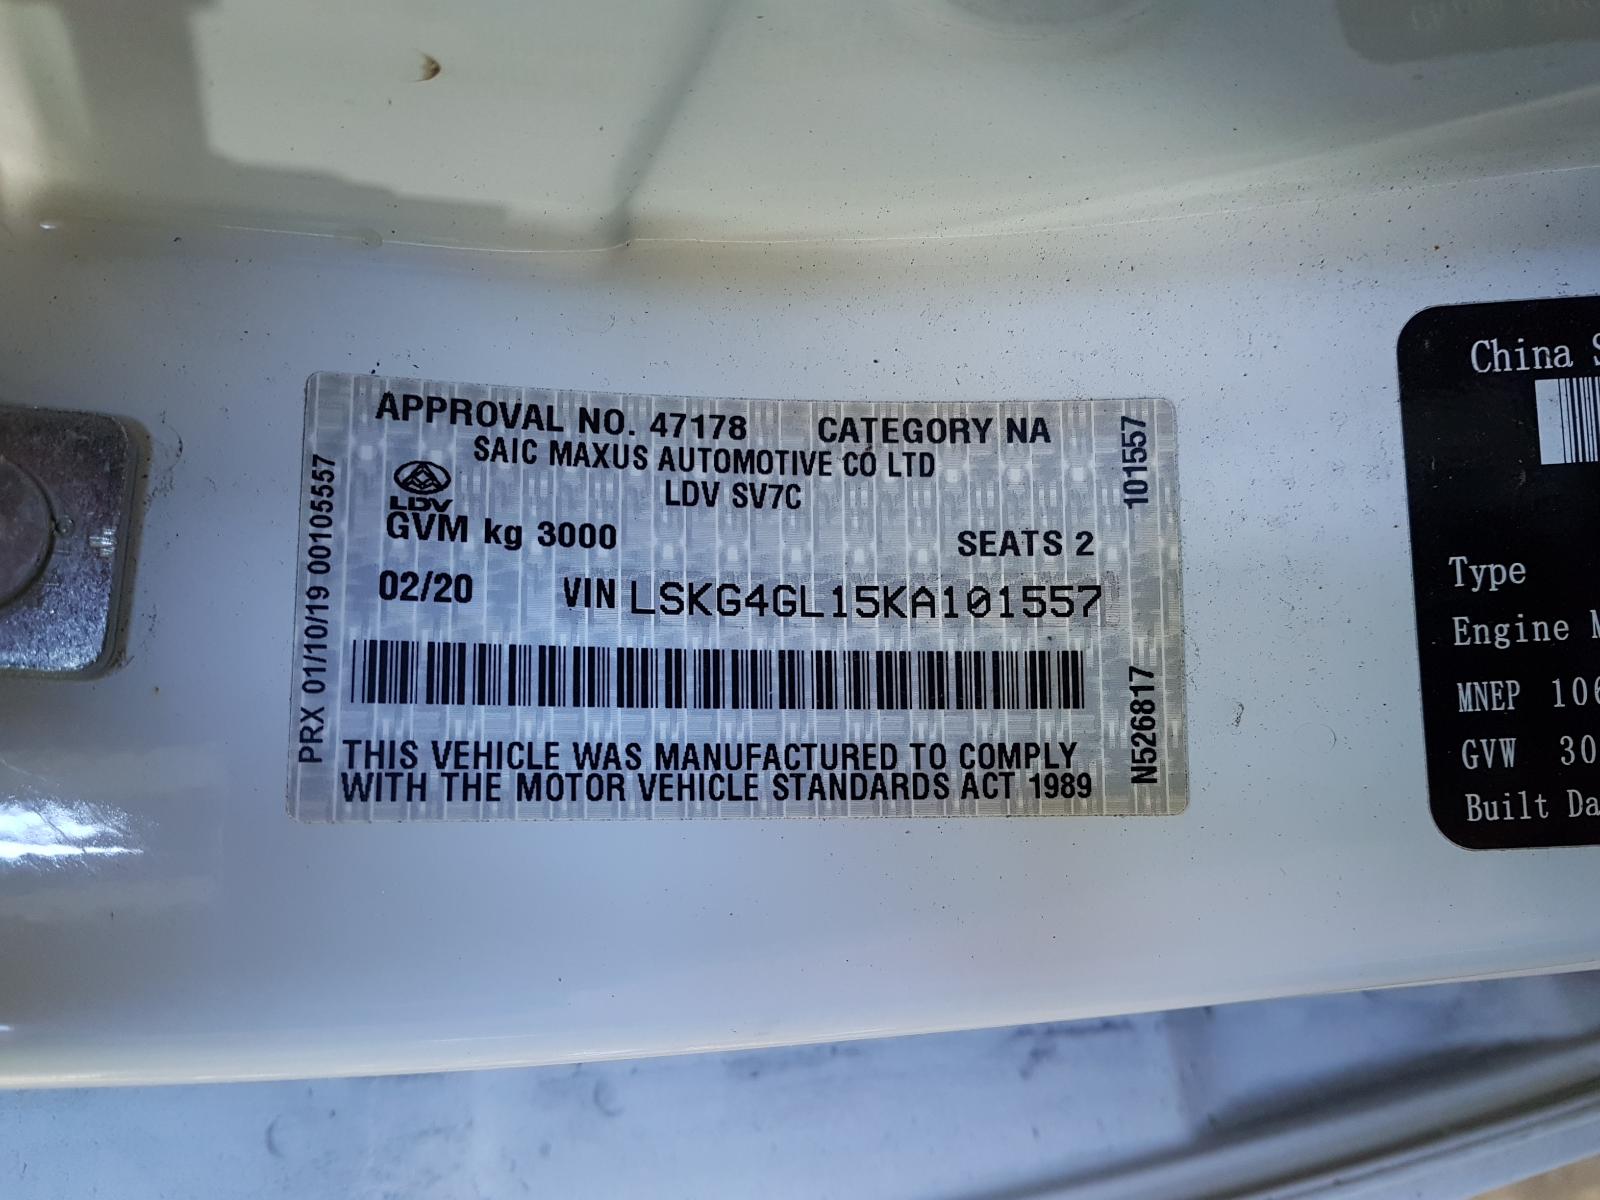 APPROVAL NO. 47178 CATEGORY NA
SAIC MAXUS AUTOMOTIVE CO LTD
LDV
LDV SV7C
GVM kg 3000 SEATS 2
02/20 VIN LSKG4GL15KA101557
THIS VEHICLE WAS MANUFACTURED TO COMPLY
WITH THE MOTOR VEHICLE STANDARDS ACT 1989
PRX 01/10/19 00105557
101557
N526817
China
Type
Engine
MNEP 106
GVW 30
Built Da